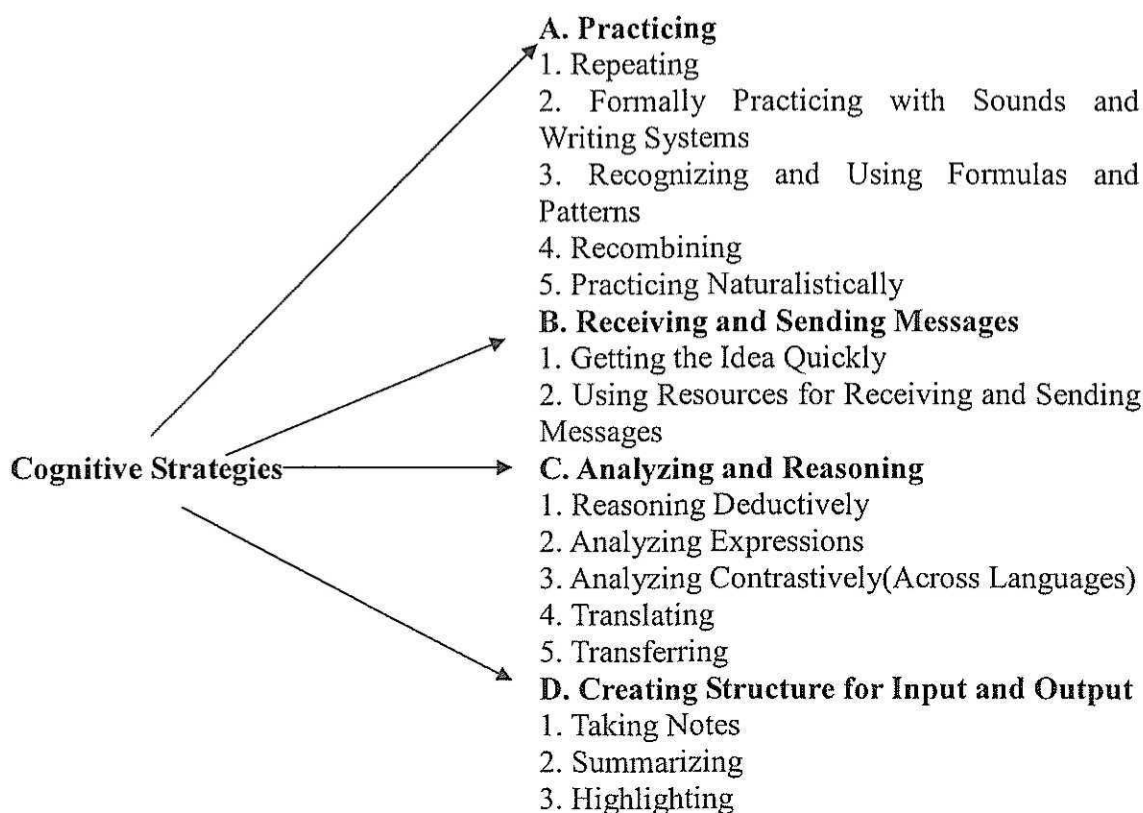 A. Practicing
1. Repeating
2. Formally Practicing with Sounds and
Writing Systems
3. Recognizing and Using Formulas and
Patterns
4. Recombining
5. Practicing Naturalistically
B. Receiving and Sending Messages
1. Getting the Idea Quickly
2. Using Resources for Receiving and Sending
Messages
Cognitive Strategies
C. Analyzing and Reasoning
1. Reasoning Deductively
2. Analyzing Expressions
3. Analyzing Contrastively(Across Languages)
4. Translating
5. Transferring
D. Creating Structure for Input and Output
1. Taking Notes
2. Summarizing
3. Highlighting